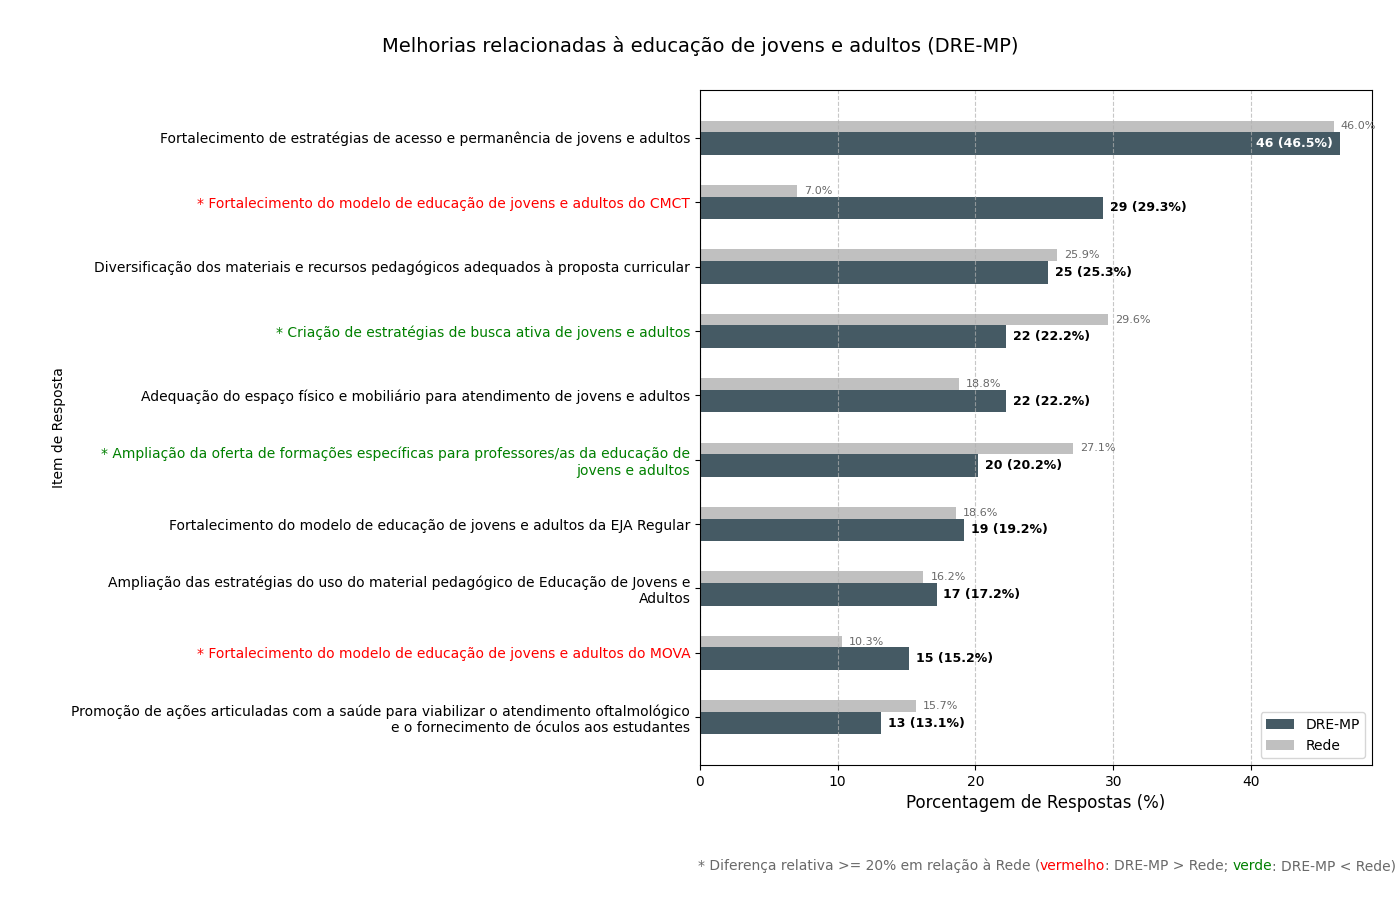 Melhorias relacionadas à educação de jovens e adultos (DRE-MP)
Item de Resposta
Fortalecimento de estratégias de acesso e permanência de jovens e adultos
46.0%
46 (46.5%)
* Fortalecimento do modelo de educação de jovens e adultos do CMCT
7.0%
29 (29.3%)
Diversificação dos materiais e recursos pedagógicos adequados à proposta curricular
25.9%
25 (25.3%)
* Criação de estratégias de busca ativa de jovens e adultos
29.6%
22 (22.2%)
Adequação do espaço físico e mobiliário para atendimento de jovens e adultos
18.8%
22 (22.2%)
* Ampliação da oferta de formações específicas para professores/as da educação de
jovens e adultos
27.1%
20 (20.2%)
Fortalecimento do modelo de educação de jovens e adultos da EJA Regular
18.6%
19 (19.2%)
Ampliação das estratégias do uso do material pedagógico de Educação de Jovens e
Adultos
16.2%
17 (17.2%)
* Fortalecimento do modelo de educação de jovens e adultos do MOVA
10.3%
15 (15.2%)
Promoção de ações articuladas com a saúde para viabilizar o atendimento oftalmológico
e o fornecimento de óculos aos estudantes
15.7%
13 (13.1%)
DRE-MP
Rede
0 10 20 30 40
Porcentagem de Respostas (%)
* Diferença relativa >= 20% em relação à Rede (vermelho: DRE-MP > Rede; verde: DRE-MP < Rede)